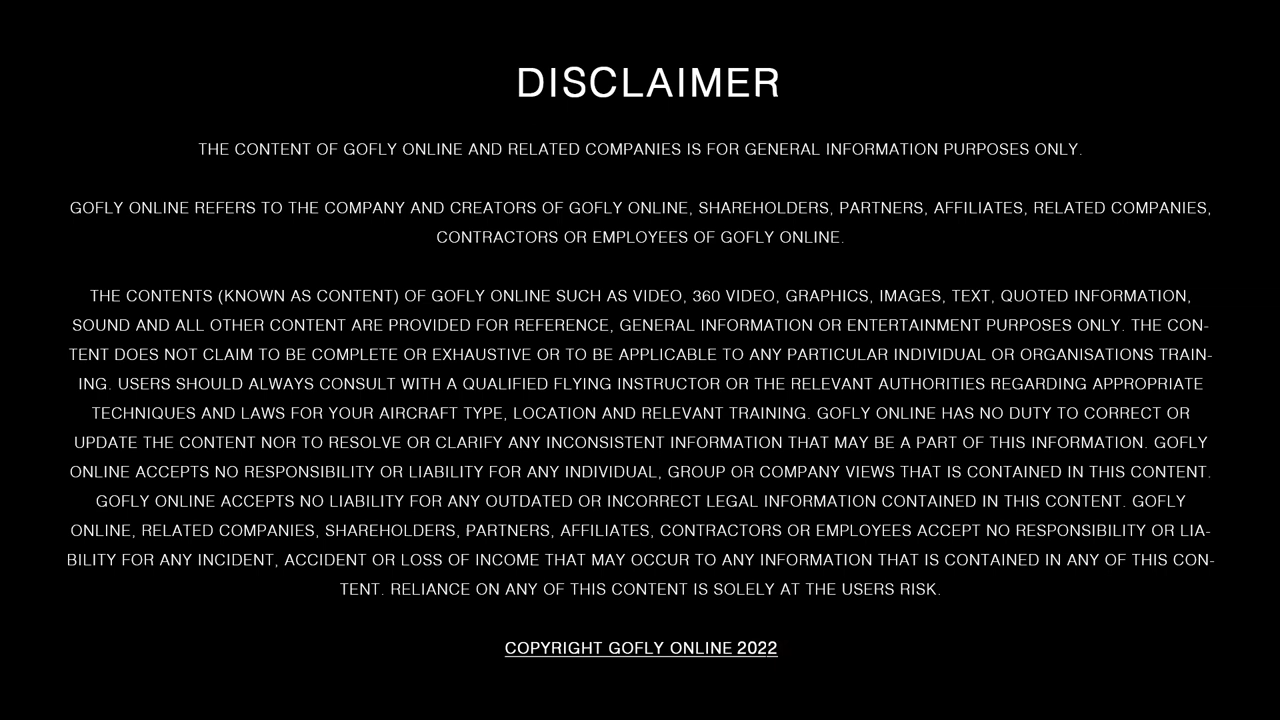 DISCLAIMER
THE CONTENT OF GOFLY ONLINE AND RELATED COMPANIES IS FOR GENERAL INFORMATION PURPOSES ONLY.
GOFLY ONLINE REFERS TO THE COMPANY AND CREATORS OF GOFLY ONLINE, SHAREHOLDERS, PARTNERS, AFFILIATES, RELATED COMPANIES,
CONTRACTORS OR EMPLOYEES OF GOFLY ONLINE.
THE CONTENTS (KNOWN AS CONTENT) OF GOFLY ONLINE SUCH AS VIDEO, 360 VIDEO, GRAPHICS, IMAGES, TEXT, QUOTED INFORMATION,
SOUND AND ALL OTHER CONTENT ARE PROVIDED FOR REFERENCE, GENERAL INFORMATION OR ENTERTAINMENT PURPOSES ONLY. THE CON-
TENT DOES NOT CLAIM TO BE COMPLETE OR EXHAUSTIVE OR TO BE APPLICABLE TO ANY PARTICULAR INDIVIDUAL OR ORGANISATIONS TRAIN-
ING. USERS SHOULD ALWAYS CONSULT WITH A QUALIFIED FLYING INSTRUCTOR OR THE RELEVANT AUTHORITIES REGARDING APPROPRIATE
TECHNIQUES AND LAWS FOR YOUR AIRCRAFT TYPE, LOCATION AND RELEVANT TRAINING. GOFLY ONLINE HAS NO DUTY TO CORRECT OR
UPDATE THE CONTENT NOR TO RESOLVE OR CLARIFY ANY INCONSISTENT INFORMATION THAT MAY BE A PART OF THIS INFORMATION. GOFLY
ONLINE ACCEPTS NO RESPONSIBILITY OR LIABILITY FOR ANY INDIVIDUAL, GROUP OR COMPANY VIEWS THAT IS CONTAINED IN THIS CONTENT.
GOFLY ONLINE ACCEPTS NO LIABILITY FOR ANY OUTDATED OR INCORRECT LEGAL INFORMATION CONTAINED IN THIS CONTENT. GOFLY
ONLINE, RELATED COMPANIES, SHAREHOLDERS, PARTNERS, AFFILIATES, CONTRACTORS OR EMPLOYEES ACCEPT NO RESPONSIBILITY OR LIA-
BILITY FOR ANY INCIDENT, ACCIDENT OR LOSS OF INCOME THAT MAY OCCUR TO ANY INFORMATION THAT IS CONTAINED IN ANY OF THIS CON-
TENT. RELIANCE ON ANY OF THIS CONTENT IS SOLELY AT THE USERS RISK.
COPYRIGHT GOFLY ONLINE 2022